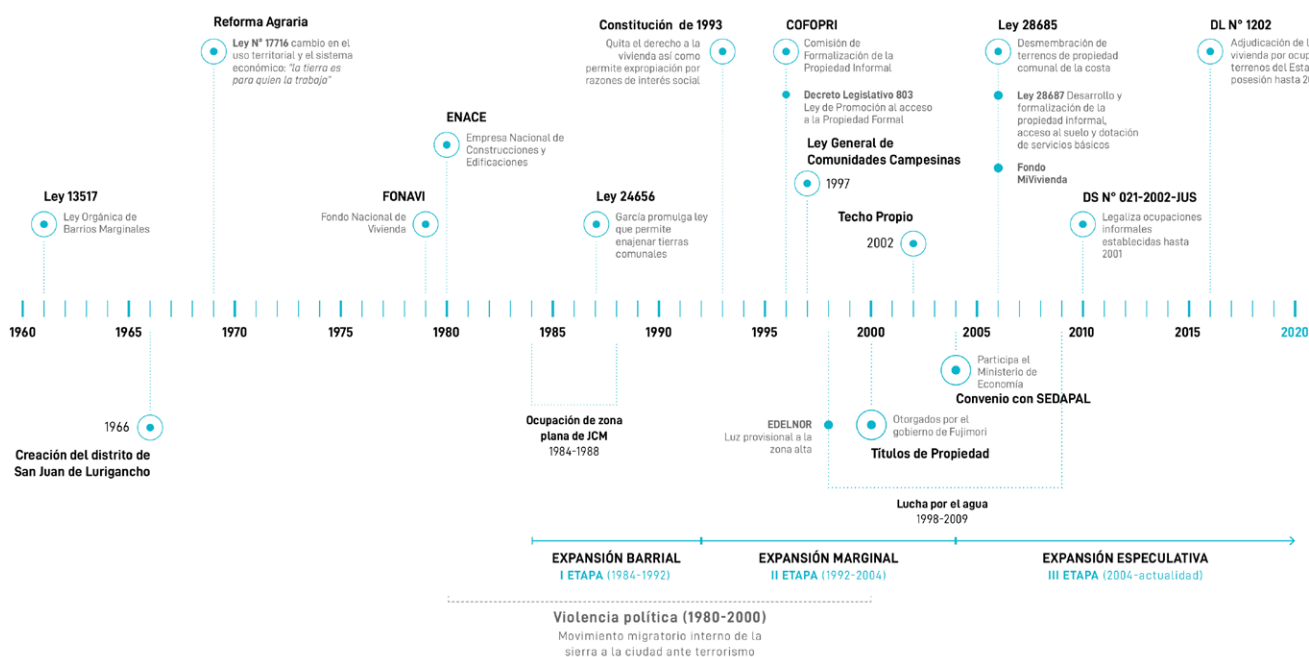 Reforma Agraria
Ley N° 17716 cambio en el
uso territorial y el sistema
económico: "la tierra es
para quien la trabaja"
Constitución de 1993
Quita el derecho a la
vivienda así como
permite expropiación por
razones de interés social
COFOPRI
Comisión de
Formalización de la
Propiedad Informal
Decreto Legislativo 803
Ley de Promoción al acceso
a la Propiedad Formal
Ley 28685
Desmembración de
terrenos de propiedad
comunal de la costa
Ley 28687 Desarrollo y
formalización de la
propiedad informal,
acceso al suelo y dotación
de servicios básicos
Fondo
MiVivienda
DL N° 1202
Adjudicación de
vivienda por
terrenos del
posesión hasta
ENACE
Empresa Nacional de
Construcciones y
Edificaciones
Ley General de
Comunidades Campesinas
1997
Ley 13517
Ley Orgánica de
Barrios Marginales
FONAVI
Fondo Nacional de
Vivienda
Ley 24656
García promulga ley
que permite
enajenar tierras
comunales
Techo Propio
2002
DS N° 021-2002-JUS
Legaliza ocupaciones
informales
establecidas hasta
2001
1960 1965 1970 1975 1980 1985 1990 1995 2000 2005 2010 2015 2020
1966
Creación del distrito de
San Juan de Lurigancho
Ocupación de zona
plana de JCM
1984-1988
EDELNOR
Luz provisional a la
zona alta
Otorgados por el
gobierno de Fujimori
Títulos de Propiedad
Participa el
Ministerio de
Economía
Convenio con SEDAPAL
Lucha por el agua
1998-2009
EXPANSIÓN BARRIAL
I ETAPA (1984-1992)
EXPANSIÓN MARGINAL
II ETAPA (1992-2004)
EXPANSIÓN ESPECULATIVA
III ETAPA (2004-actualidad)
Violencia política (1980-2000)
Movimiento migratorio interno de la
sierra a la ciudad ante terrorismo